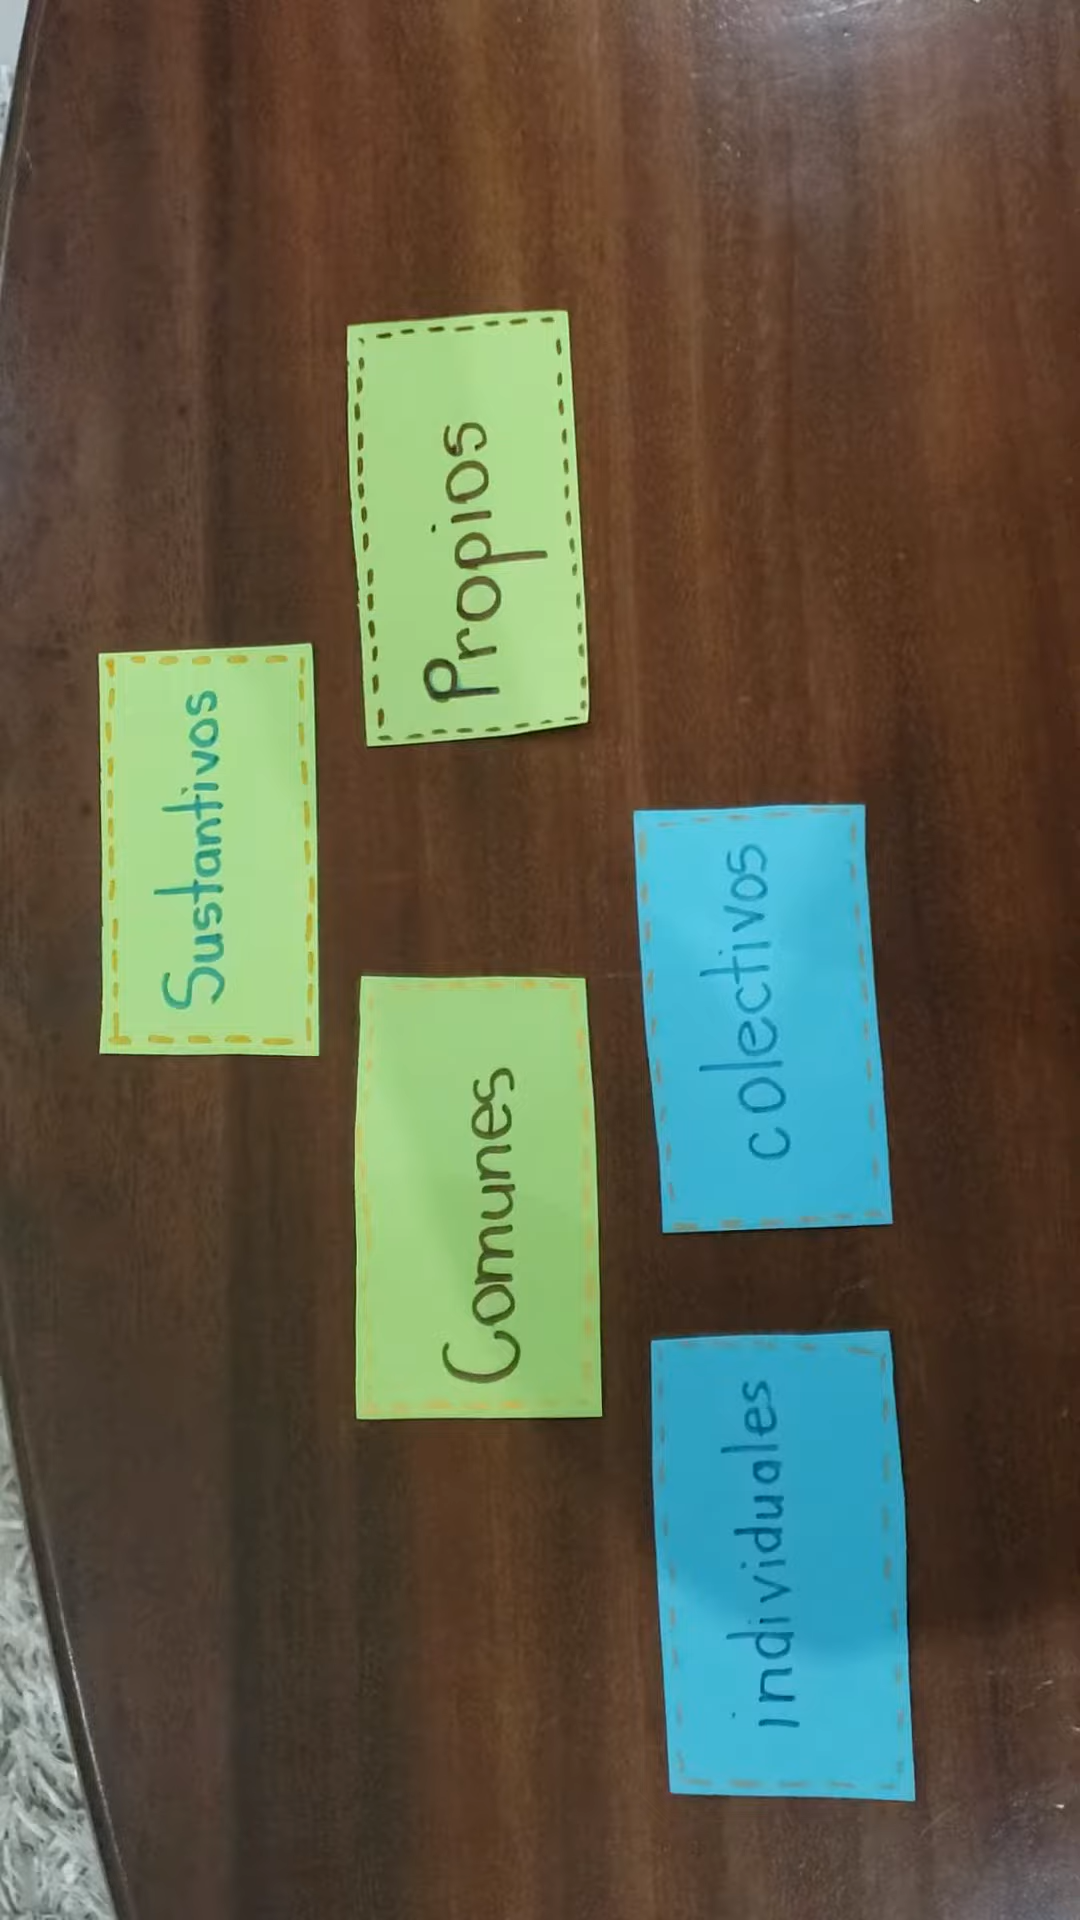 Sustantivos
Comunes
Propios
individuales
colectivos